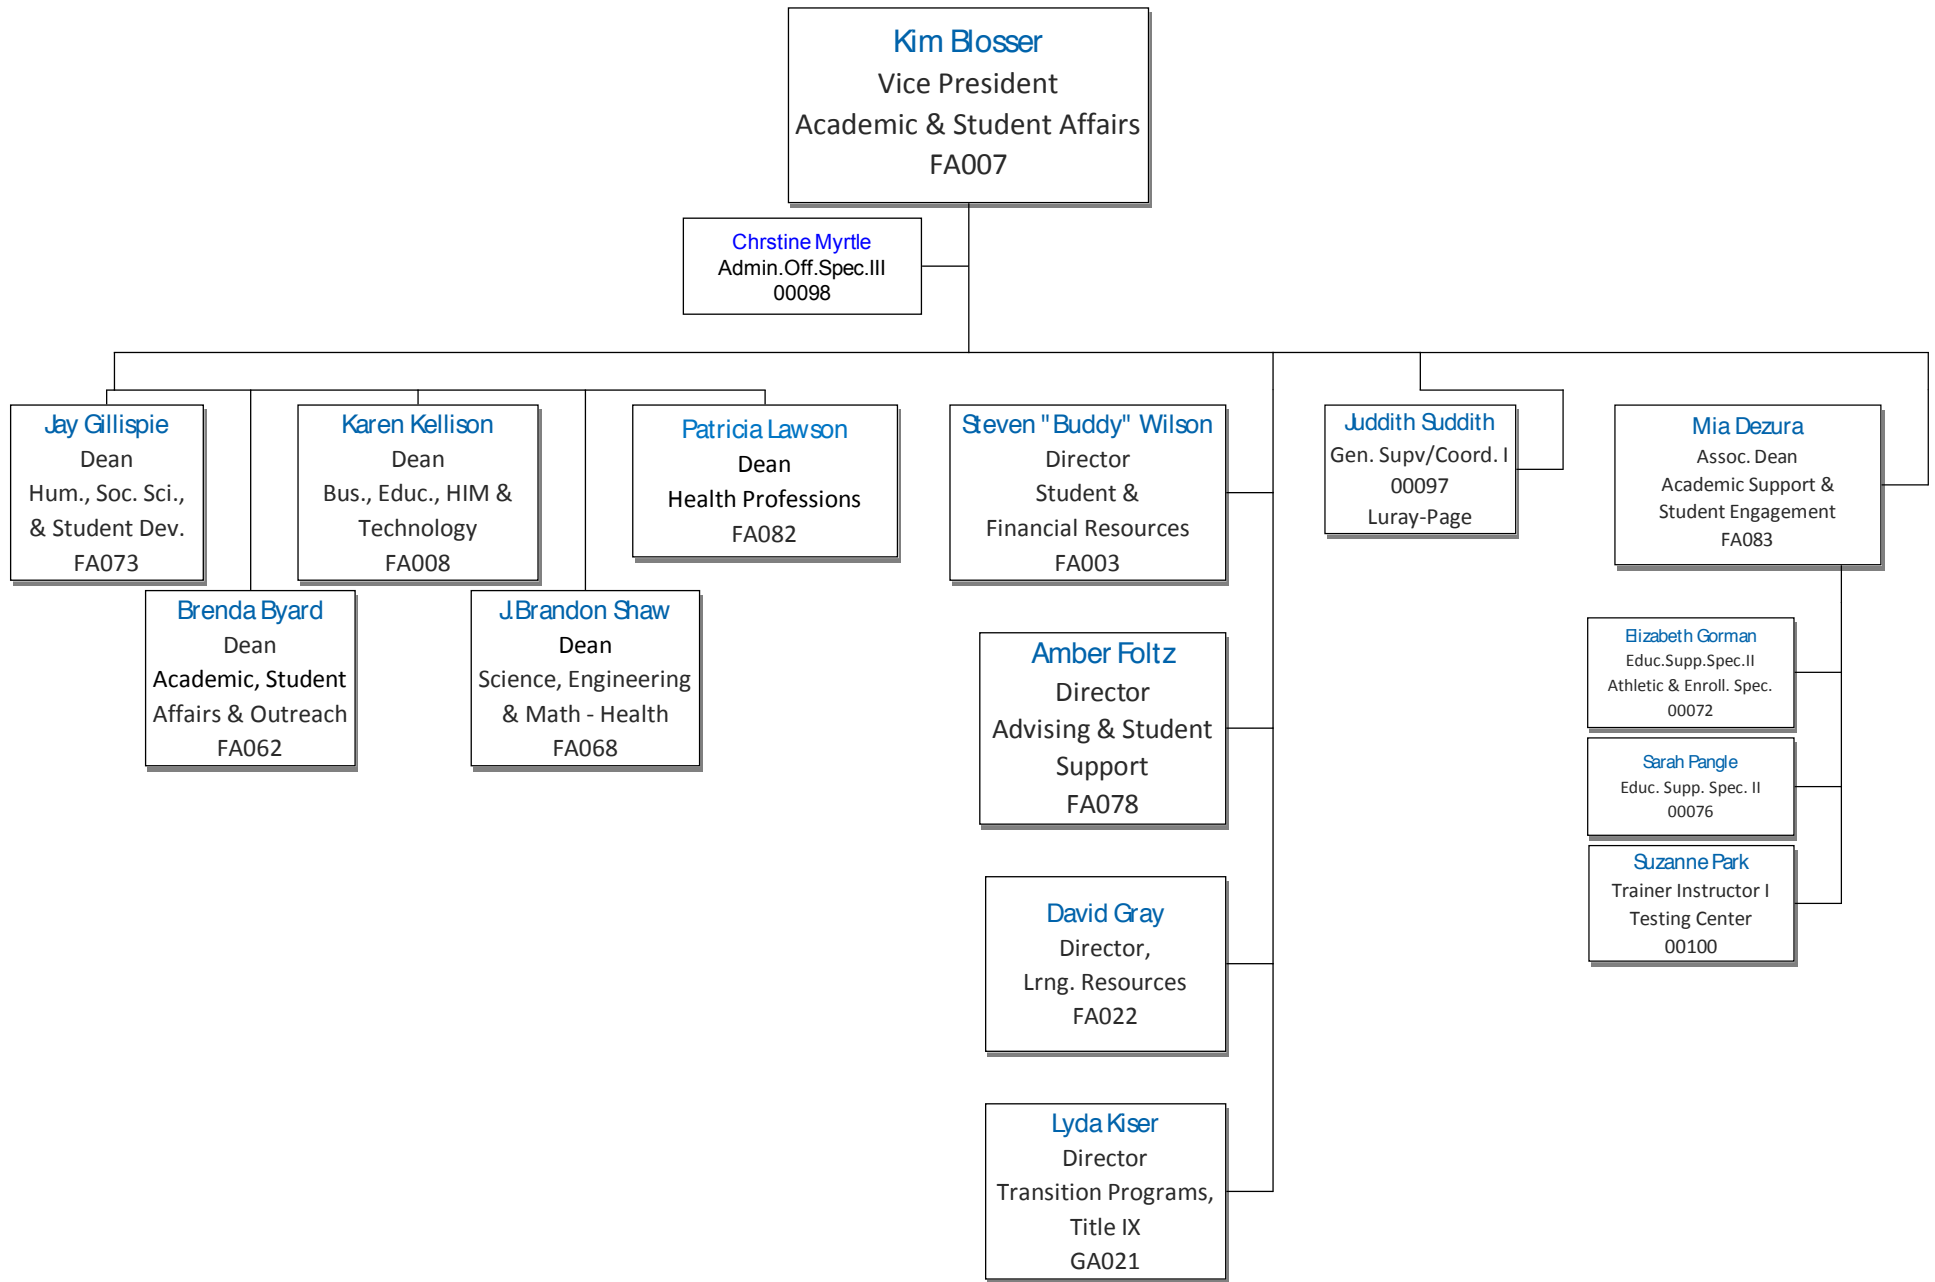 Kim Blosser
Vice President
Academic & Student Affairs
FA007
Chrstine Myrtle
Admin.Off.Spec.III
00098
Jay Gillispie
Dean
Hum., Soc. Sci.,
& Student Dev.
FA073
Karen Kellison
Dean
Bus., Educ., HIM &
Technology
FA008
Patricia Lawson
Dean
Health Professions
FA082
Steven "Buddy" Wilson
Director
Student &
Financial Resources
FA003
Juddith Suddith
Gen. Supv/Coord. I
00097
Luray-Page
Mia Dezura
Assoc. Dean
Academic Support &
Student Engagement
FA083
Brenda Byard
Dean
Academic, Student
Affairs & Outreach
FA062
J.Brandon Shaw
Dean
Science, Engineering
& Math - Health
FA068
Amber Foltz
Director
Advising & Student
Support
FA078
Elizabeth Gorman
Educ.Supp.Spec.II
Athletic & Enroll. Spec.
00072
Sarah Pangle
Educ. Supp. Spec. II
00076
Suzanne Park
Trainer Instructor I
Testing Center
00100
David Gray
Director,
Lrng. Resources
FA022
Lyda Kiser
Director
Transition Programs,
Title IX
GA021